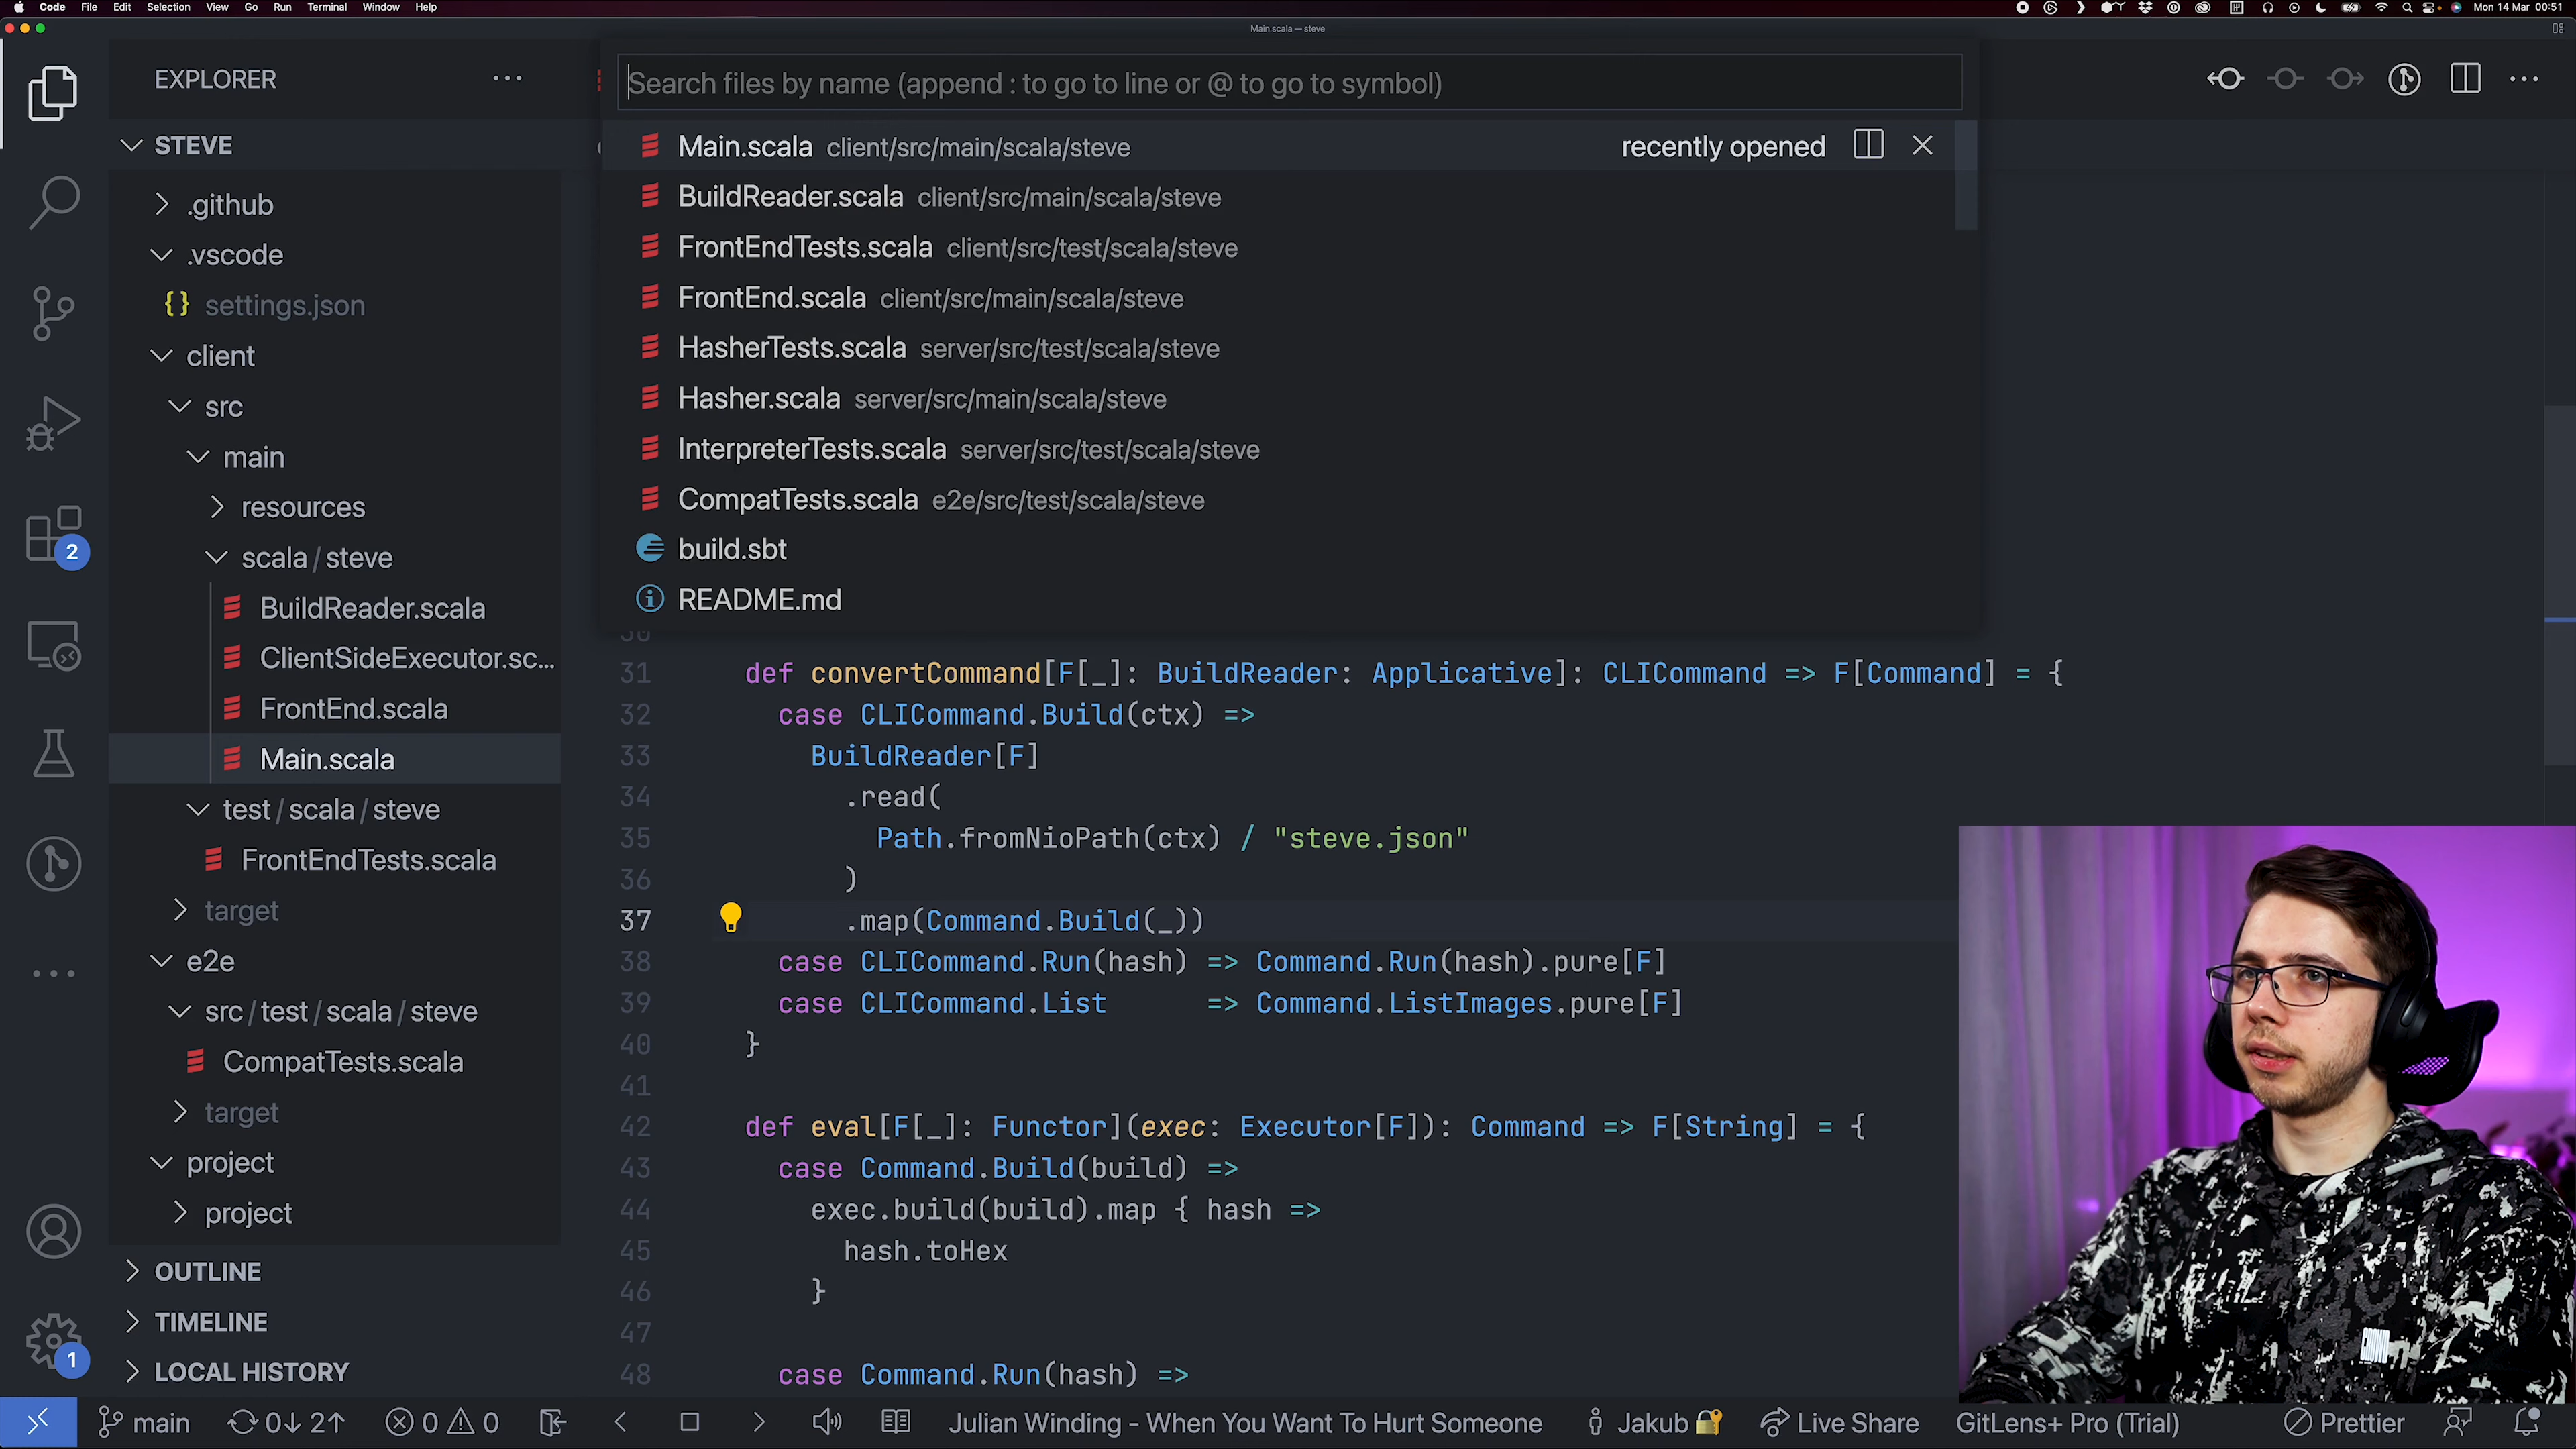 Code File Edit Selection View Go Run Terminal Window Help
Mon 14 Mar 00:51
Main.scala — steve
EXPLORER
STEVE
.github
.vscode
{} settings.json
client
src
main
resources
scala / steve
BuildReader.scala
ClientSideExecutor.sc...
FrontEnd.scala
Main.scala
test / scala / steve
FrontEndTests.scala
target
e2e
src / test / scala / steve
CompatTests.scala
target
project
project
OUTLINE
TIMELINE
LOCAL HISTORY
2
1
Search files by name (append : to go to line or @ to go to symbol)
Main.scala client/src/main/scala/steve recently opened
BuildReader.scala client/src/main/scala/steve
FrontEndTests.scala client/src/test/scala/steve
FrontEnd.scala client/src/main/scala/steve
HasherTests.scala server/src/test/scala/steve
Hasher.scala server/src/main/scala/steve
InterpreterTests.scala server/src/test/scala/steve
CompatTests.scala e2e/src/test/scala/steve
build.sbt
README.md
30
31 def convertCommand[F[_]: BuildReader: Applicative]: CLICommand => F[Command] = {
32 case CLICommand.Build(ctx) =>
33 BuildReader[F]
34 .read(
35 Path.fromNioPath(ctx) / "steve.json"
36 )
37 .map(Command.Build(_))
38 case CLICommand.Run(hash) => Command.Run(hash).pure[F]
39 case CLICommand.List => Command.ListImages.pure[F]
40 }
41
42 def eval[F[_]: Functor](exec: Executor[F]): Command => F[String] = {
43 case Command.Build(build) =>
44 exec.build(build).map { hash =>
45 hash.toHex
46 }
47
48 case Command.Run(hash) =>
main 0↓ 2↑ 0 0 Julian Winding - When You Want To Hurt Someone Jakub Live Share GitLens+ Pro (Trial) Prettier